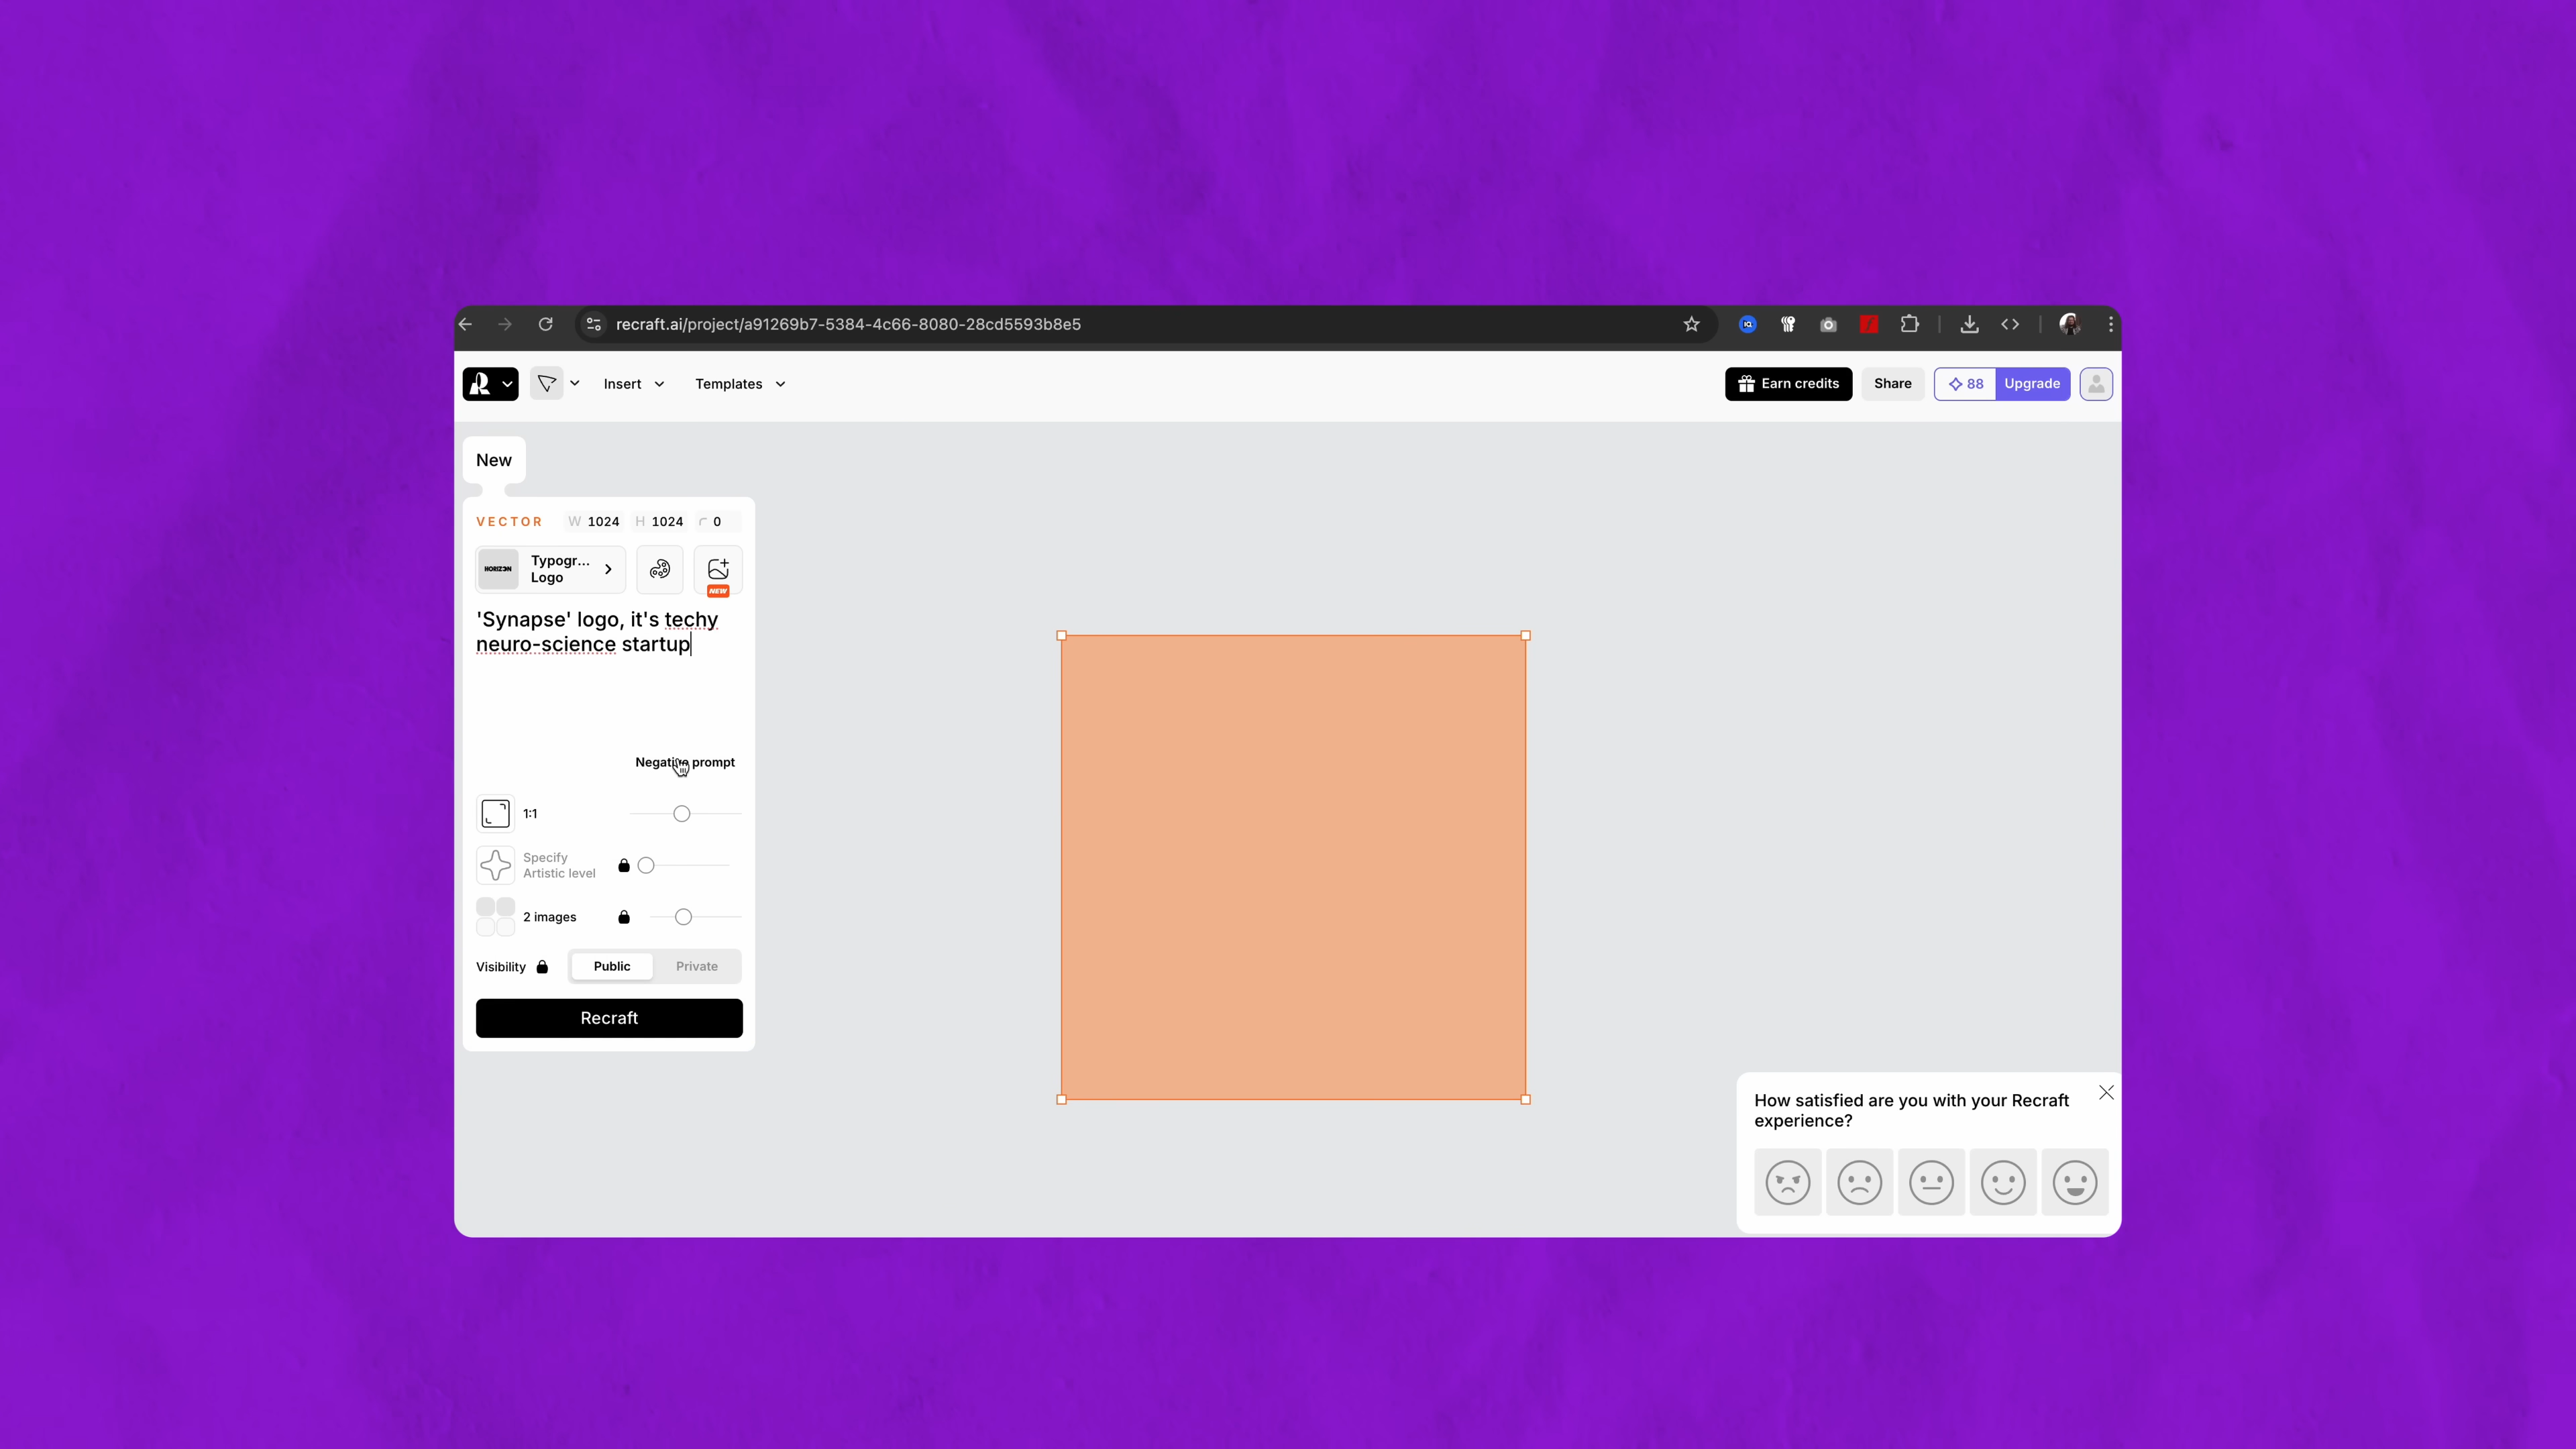 recraft.ai/project/a91269b7-5384-4c66-8080-28cd5593b8e5
Insert
Templates
Earn credits
Share
88
Upgrade
New
VECTOR
W 1024
H 1024
0
HORIZON
Typogr...
Logo
NEW
'Synapse' logo, it's techy
neuro-science startup
Negative prompt
1:1
Specify
Artistic level
2 images
Visibility
Public
Private
Recraft
How satisfied are you with your Recraft
experience?